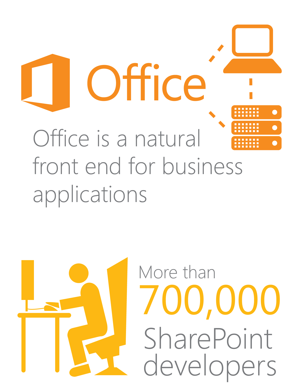 Office
Office is a natural
front end for business
applications
More than
700,000
SharePoint
developers